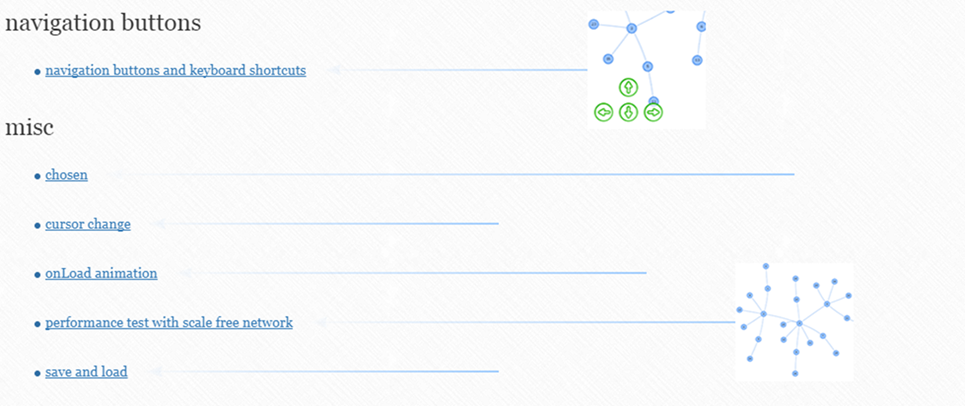 navigation buttons
navigation buttons and keyboard shortcuts
misc
chosen
cursor change
onLoad animation
performance test with scale free network
save and load